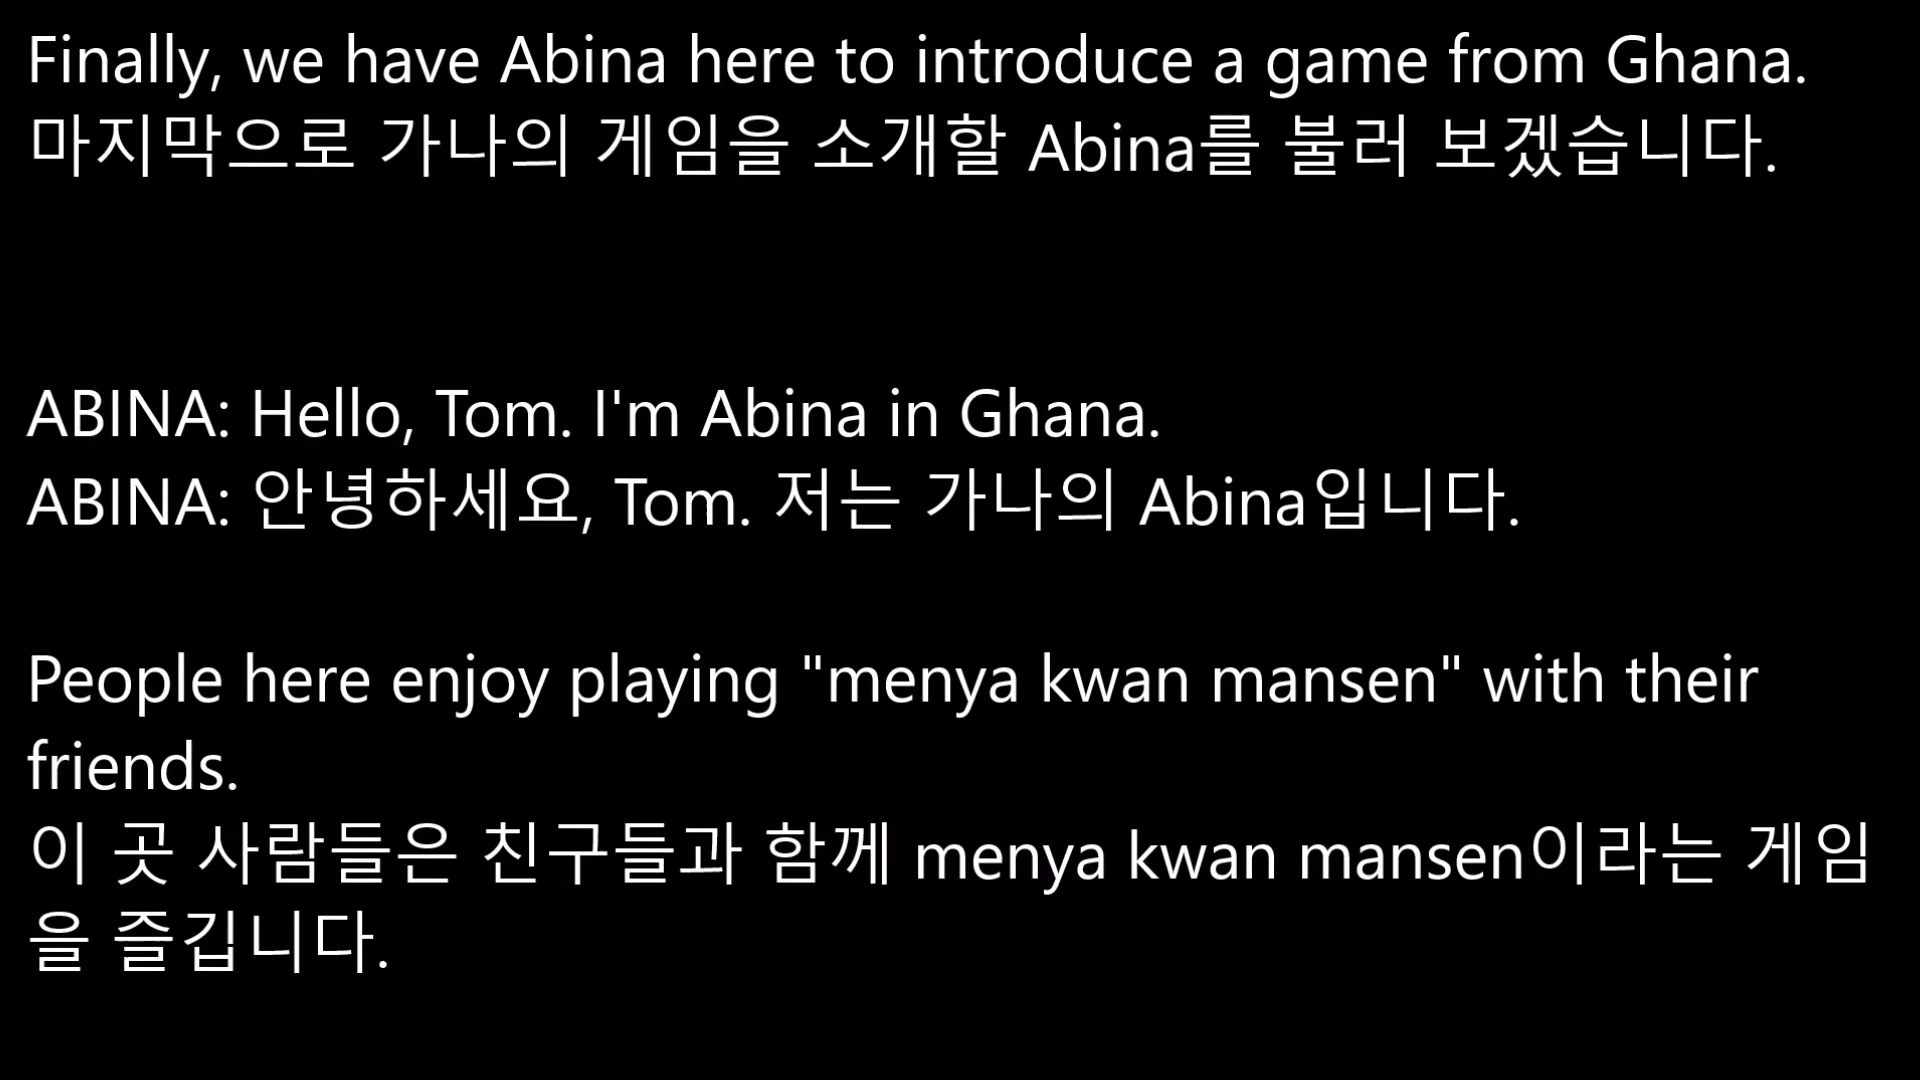 Finally, we have Abina here to introduce a game from Ghana.
마지막으로 가나의 게임을 소개할 Abina를 불러 보겠습니다.
ABINA: Hello, Tom. I'm Abina in Ghana.
ABINA: 안녕하세요, Tom. 저는 가나의 Abina입니다.
People here enjoy playing "menya kwan mansen" with their
friends.
이 곳 사람들은 친구들과 함께 menya kwan mansen이라는 게임
을 즐깁니다.